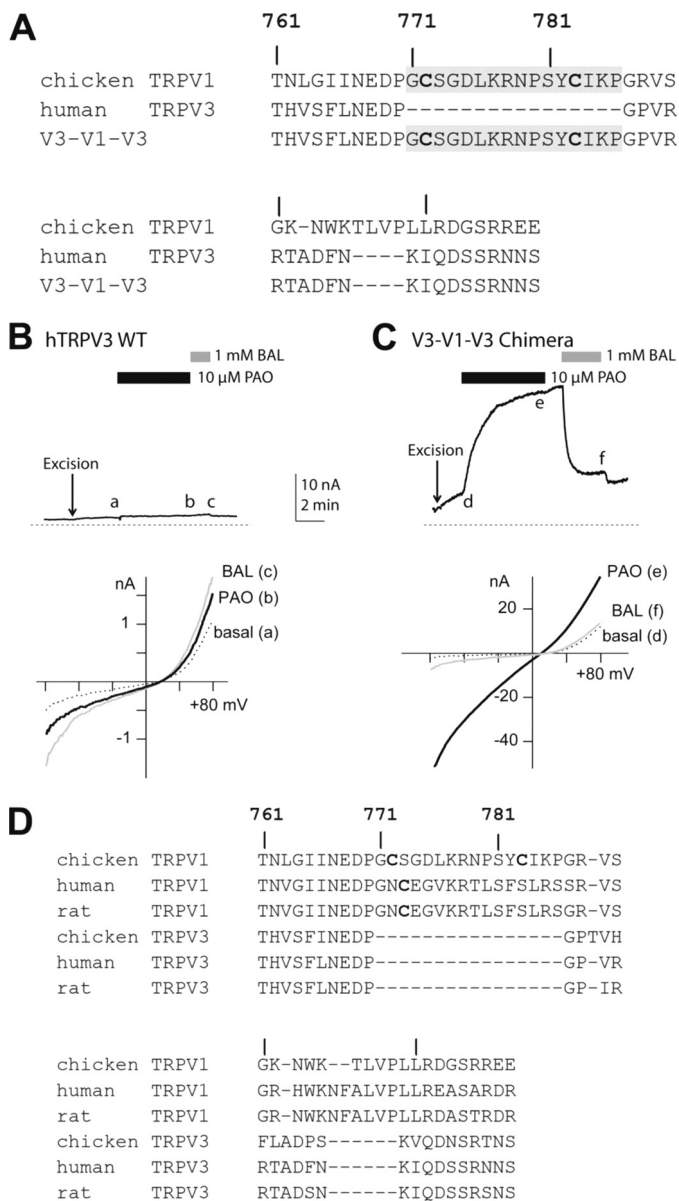 A
761 771 781
chicken TRPV1 TNLGIINEDPGCSGDLKRNPSYCIKPGRVS
human TRPV3 THVSFLNEDP----------------GPVR
V3-V1-V3 THVSFLNEDPGCSGDLKRNPSYCIKPGPVR
chicken TRPV1 GK-NWKTLVPLLRDGSRREE
human TRPV3 RTADFN----KIQDSSRNNS
V3-V1-V3 RTADFN----KIQDSSRNNS
B hTRPV3 WT
1 mM BAL
10 µM PAO
Excision
a b c
10 nA
2 min
nA
BAL (c)
PAO (b)
1
basal (a)
+80 mV
-1
C V3-V1-V3 Chimera
1 mM BAL
10 µM PAO
Excision
d e f
nA
PAO (e)
20
BAL (f)
basal (d)
+80 mV
-20
-40
D
761 771 781
chicken TRPV1 TNLGIINEDPGCSGDLKRNPSYCIKPGR-VS
human TRPV1 TNVGIINEDPGNCEGVKRTLSFSLRSSR-VS
rat TRPV1 TNVGIINEDPGNCEGVKRTLSFSLRSGR-VS
chicken TRPV3 THVSFINEDP----------------GPTVH
human TRPV3 THVSFLNEDP----------------GP-VR
rat TRPV3 THVSFLNEDP----------------GP-IR
chicken TRPV1 GK-NWK--TLVPLLRDGSRREE
human TRPV1 GR-HWKNFALVPLLREASARDR
rat TRPV1 GR-NWKNFALVPLLRDASTRDR
chicken TRPV3 FLADPS------KVQDNSRTNS
human TRPV3 RTADFN------KIQDSSRNNS
rat TRPV3 RTADSN------KIQDSSRSNS